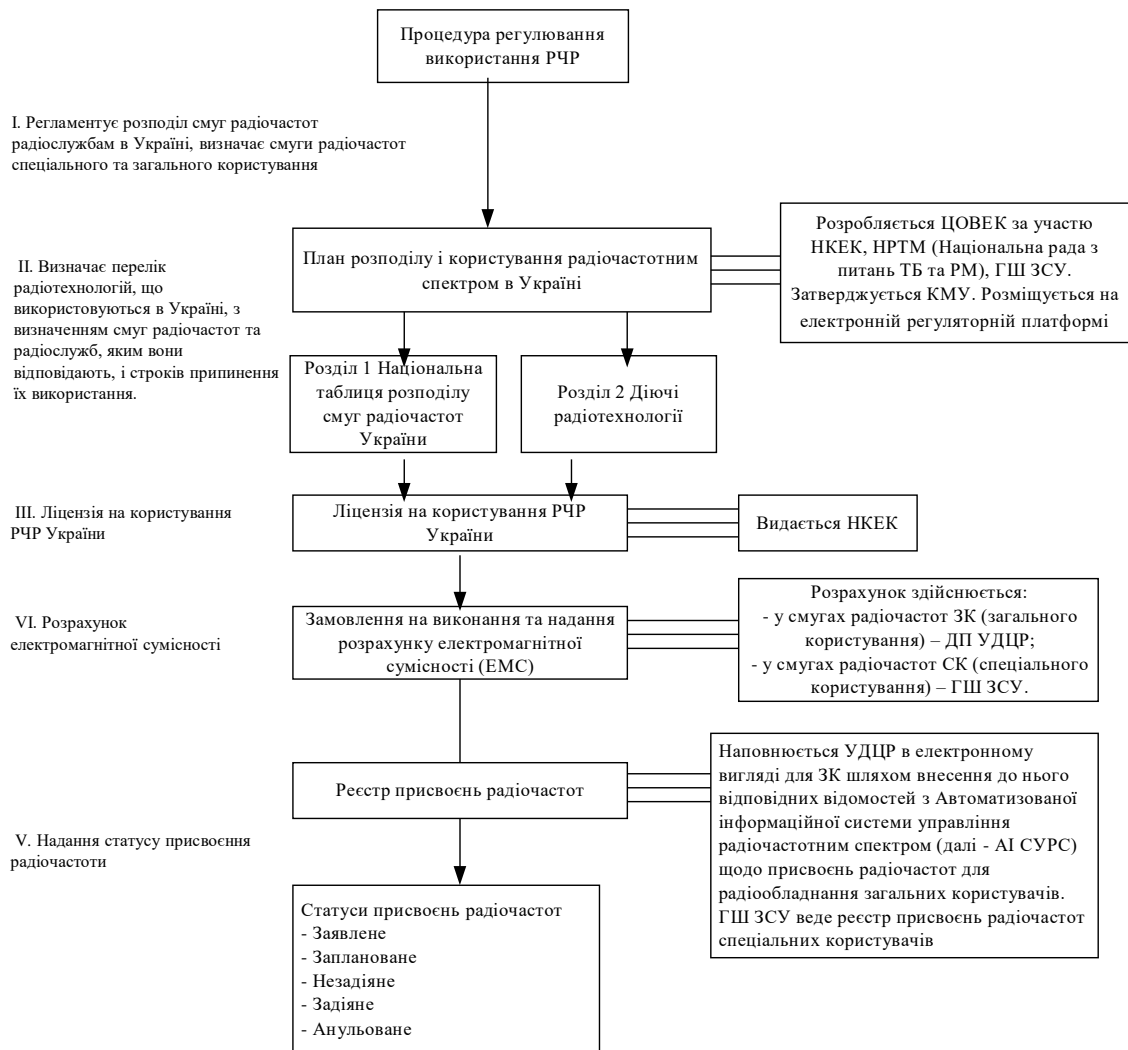 Процедура регулювання
використання РЧР
І. Регламентує розподіл смуг радіочастот
радіослужбам в Україні, визначає смуги радіочастот
спеціального та загального користування
План розподілу і користування радіочастотним
спектром в Україні
Розробляється ЦОВЕК за участю
НКЕК, НРТМ (Національна рада з
питань ТБ та РМ), ГШ ЗСУ.
Затверджується КМУ. Розміщується на
електронній регуляторній платформі
ІІ. Визначає перелік
радіотехнологій, що
використовуються в Україні, з
визначенням смуг радіочастот та
радіослужб, яким вони
відповідають, і строків припинення
їх використання.
Розділ 1 Національна
таблиця розподілу
смуг радіочастот
України
Розділ 2 Діючі
радіотехнології
ІІІ. Ліцензія на користування
РЧР України
Ліцензія на користування РЧР
України
Видається НКЕК
VI. Розрахунок
електромагнітної сумісності
Замовлення на виконання та надання
розрахунку електромагнітної
сумісності (ЕМС)
Розрахунок здійснюється:
- у смугах радіочастот ЗК (загального
користування) – ДП УДЦР;
- у смугах радіочастот СК (спеціального
користування) – ГШ ЗСУ.
Реєстр присвоєнь радіочастот
Наповнюється УДЦР в електронному
вигляді для ЗК шляхом внесення до нього
відповідних відомостей з Автоматизованої
інформаційної системи управління
радіочастотним спектром (далі - АІ СУРС)
щодо присвоєнь радіочастот для
радіообладнання загальних користувачів.
ГШ ЗСУ веде реєстр присвоєнь радіочастот
спеціальних користувачів
V. Надання статусу присвоєння
радіочастоти
Статуси присвоєнь радіочастот
- Заявлене
- Заплановане
- Незадіяне
- Задіяне
- Анульоване